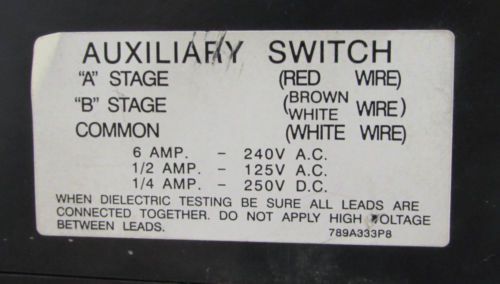 AUXILIARY SWITCH
"A" STAGE (RED WIRE)
"B" STAGE (BROWN WHITE WIRE)
COMMON (WHITE WIRE)
6 AMP. - 240V A.C.
1/2 AMP. - 125V A.C.
1/4 AMP. - 250V D.C.
WHEN DIELECTRIC TESTING BE SURE ALL LEADS ARE
CONNECTED TOGETHER. DO NOT APPLY HIGH VOLTAGE
BETWEEN LEADS. 789A333P8